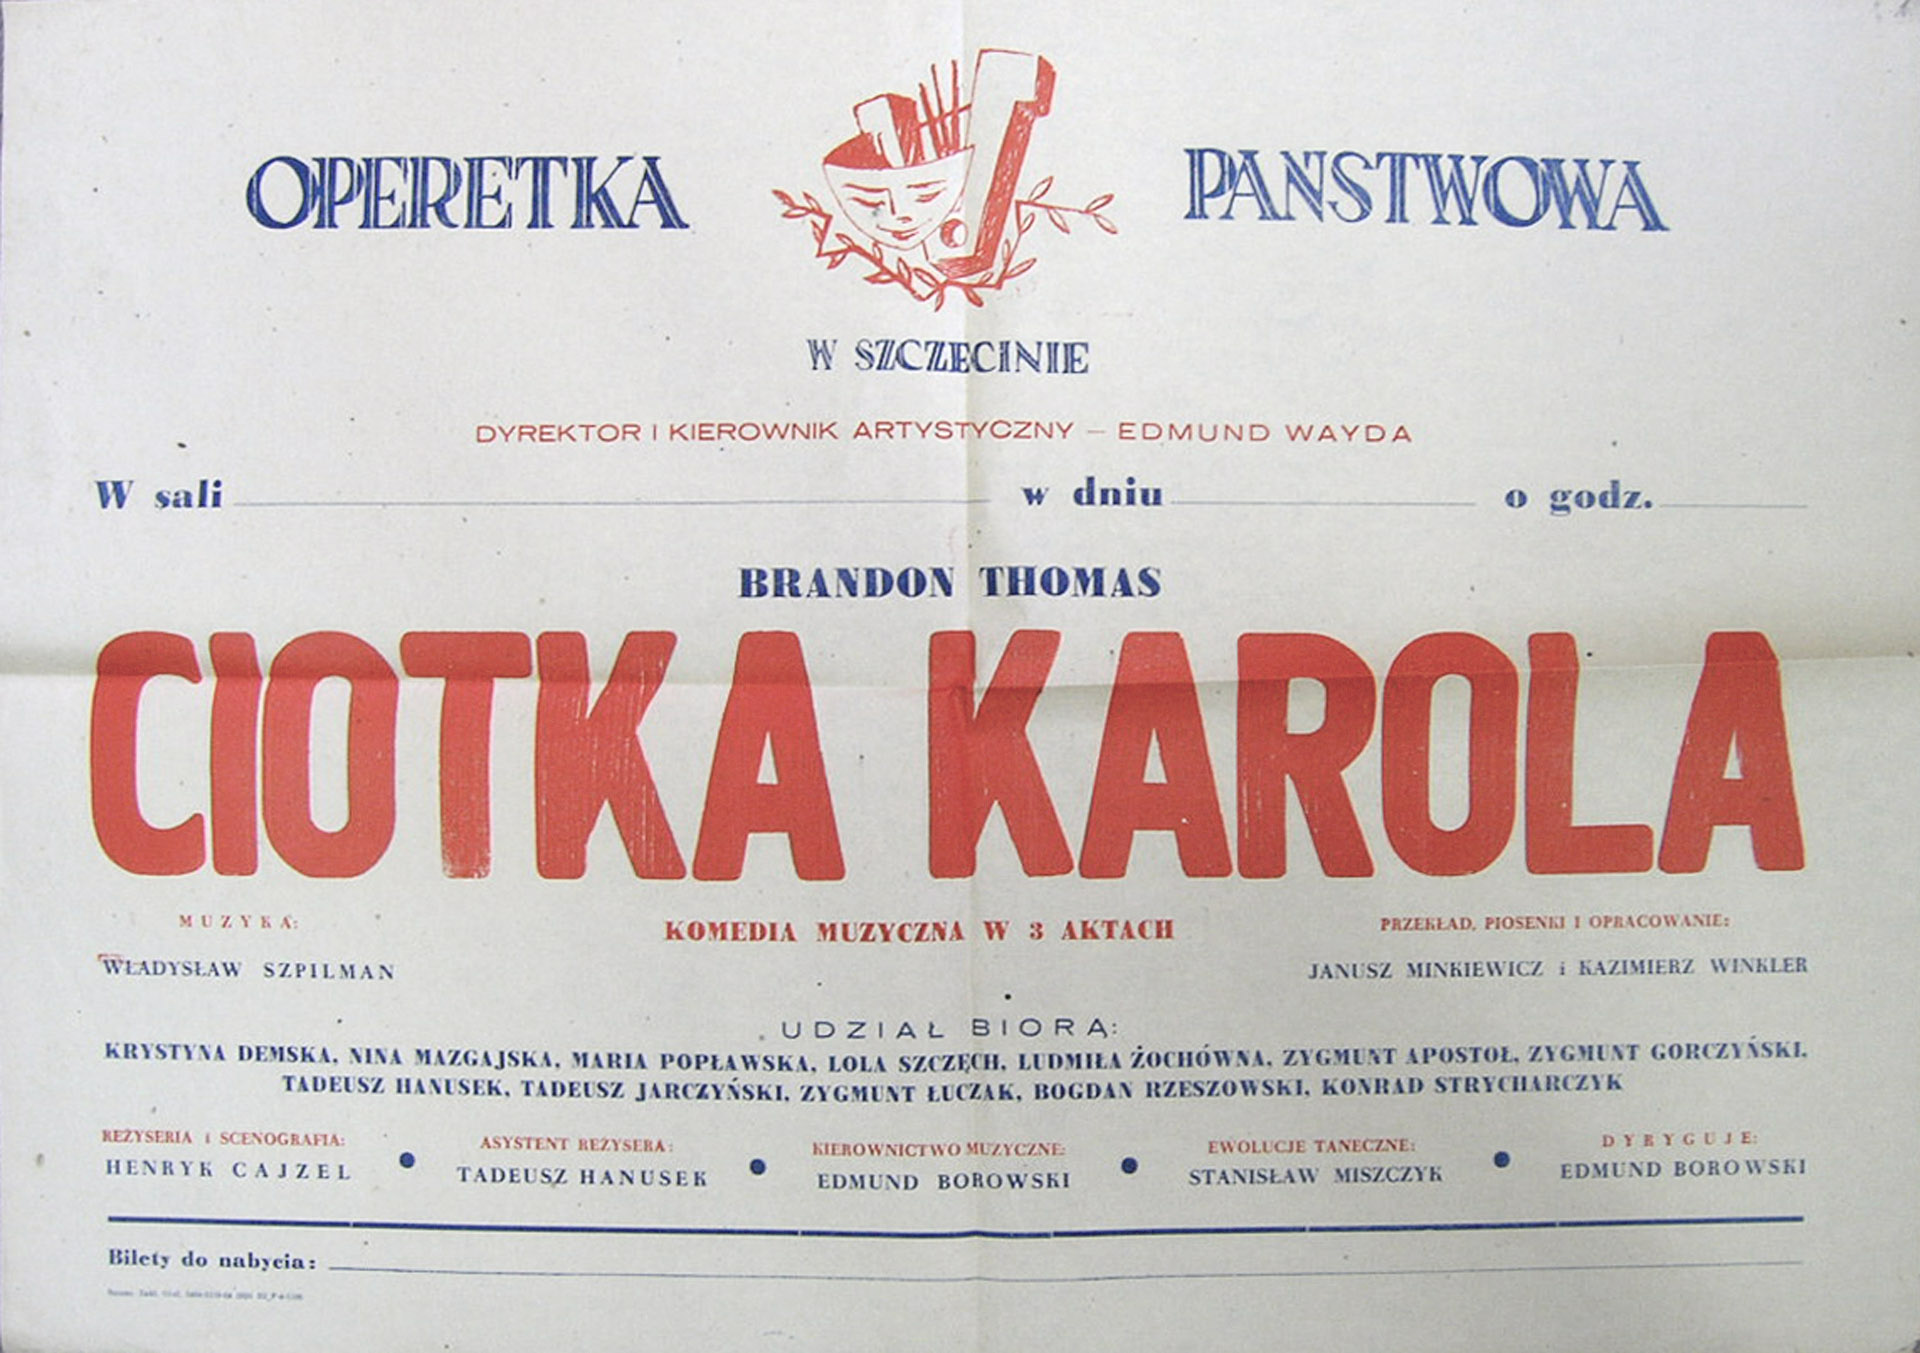 OPERETKA PAŃSTWOWA
W SZCZECINIE
DYREKTOR I KIEROWNIK ARTYSTYCZNY – EDMUND WAYDA
W sali w dniu o godz.
BRANDON THOMAS
CIOTKA KAROLA
MUZYKA: KOMEDIA MUZYCZNA W 3 AKTACH PRZEKŁAD, PIOSENKI I OPRACOWANIE:
WŁADYSŁAW SZPILMAN JANUSZ MINKIEWICZ i KAZIMIERZ WINKLER
UDZIAŁ BIORĄ:
KRYSTYNA DEMSKA, NINA MAZGAJSKA, MARIA POPŁAWSKA, LOLA SZCZĘCH, LUDMIŁA ŻOCHÓWNA, ZYGMUNT APOSTOŁ, ZYGMUNT GORCZYŃSKI,
TADEUSZ HANUSEK, TADEUSZ JARCZYŃSKI, ZYGMUNT ŁUCZAK, BOGDAN RZESZOWSKI, KONRAD STRYCHARCZYK
REŻYSERIA i SCENOGRAFIA: ASYSTENT REŻYSERA: KIEROWNICTWO MUZYCZNE: EWOLUCJE TANECZNE: DYRYGUJE:
HENRYK CAJZEL • TADEUSZ HANUSEK • EDMUND BOROWSKI • STANISŁAW MISZCZYK • EDMUND BOROWSKI
Bilety do nabycia: